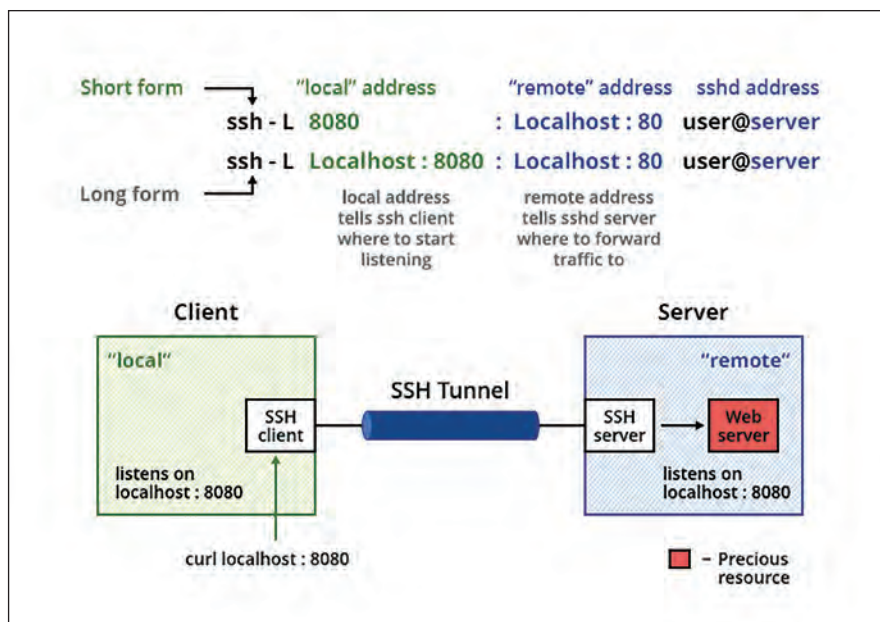 Short form "local" address "remote" address sshd address
ssh - L 8080 : Localhost : 80 user@server
ssh - L Localhost : 8080 : Localhost : 80 user@server
Long form
local address
tells ssh client
where to start
listening
remote address
tells sshd server
where to forward
traffic to
Client
Server
"local"
"remote"
SSH Tunnel
SSH
client
SSH
server
Web
server
listens on
localhost : 8080
listens on
localhost : 8080
curl localhost : 8080
– Precious
resource